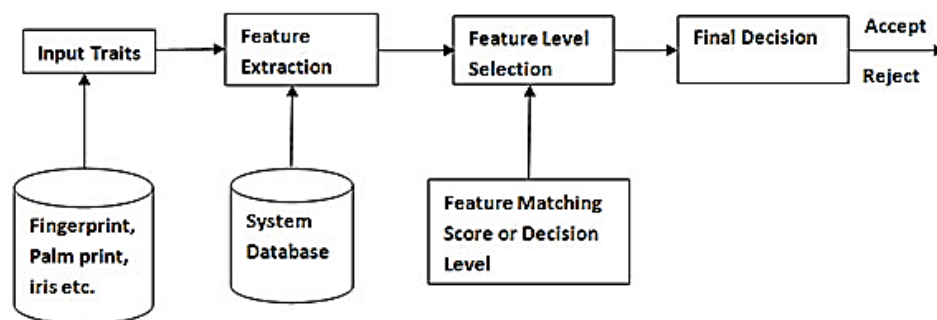 Input Traits
Feature
Extraction
Feature Level
Selection
Final Decision
Accept
Reject
Fingerprint,
Palm print,
iris etc.
System
Database
Feature Matching
Score or Decision
Level